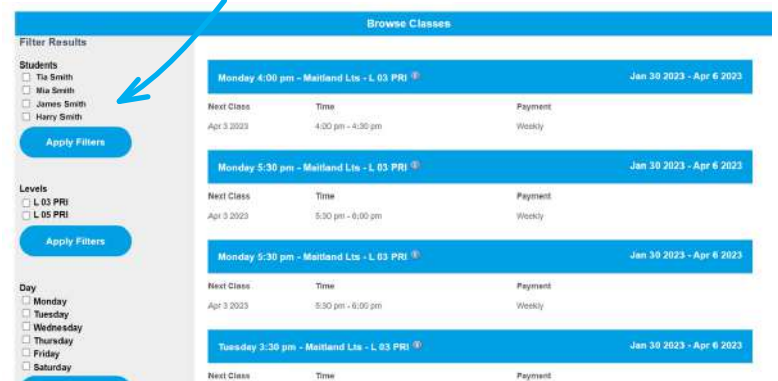 Browse Classes
Filter Results
Students
Tia Smith
Mia Smith
James Smith
Harry Smith
Apply Filters
Levels
L 03 PRI
L 05 PRI
Apply Filters
Day
Monday
Tuesday
Wednesday
Thursday
Friday
Saturday
Monday 4:00 pm - Maitland Lts - L 03 PRI
Jan 30 2023 - Apr 6 2023
Next Class Time Payment
Apr 3 2023 4:00 pm - 4:30 pm Weekly
Monday 5:30 pm - Maitland Lts - L 03 PRI
Jan 30 2023 - Apr 6 2023
Next Class Time Payment
Apr 3 2023 5:30 pm - 6:00 pm Weekly
Monday 5:30 pm - Maitland Lts - L 03 PRI
Jan 30 2023 - Apr 6 2023
Next Class Time Payment
Apr 3 2023 5:30 pm - 6:00 pm Weekly
Tuesday 3:30 pm - Maitland Lts - L 03 PRI
Jan 30 2023 - Apr 6 2023
Next Class Time Payment